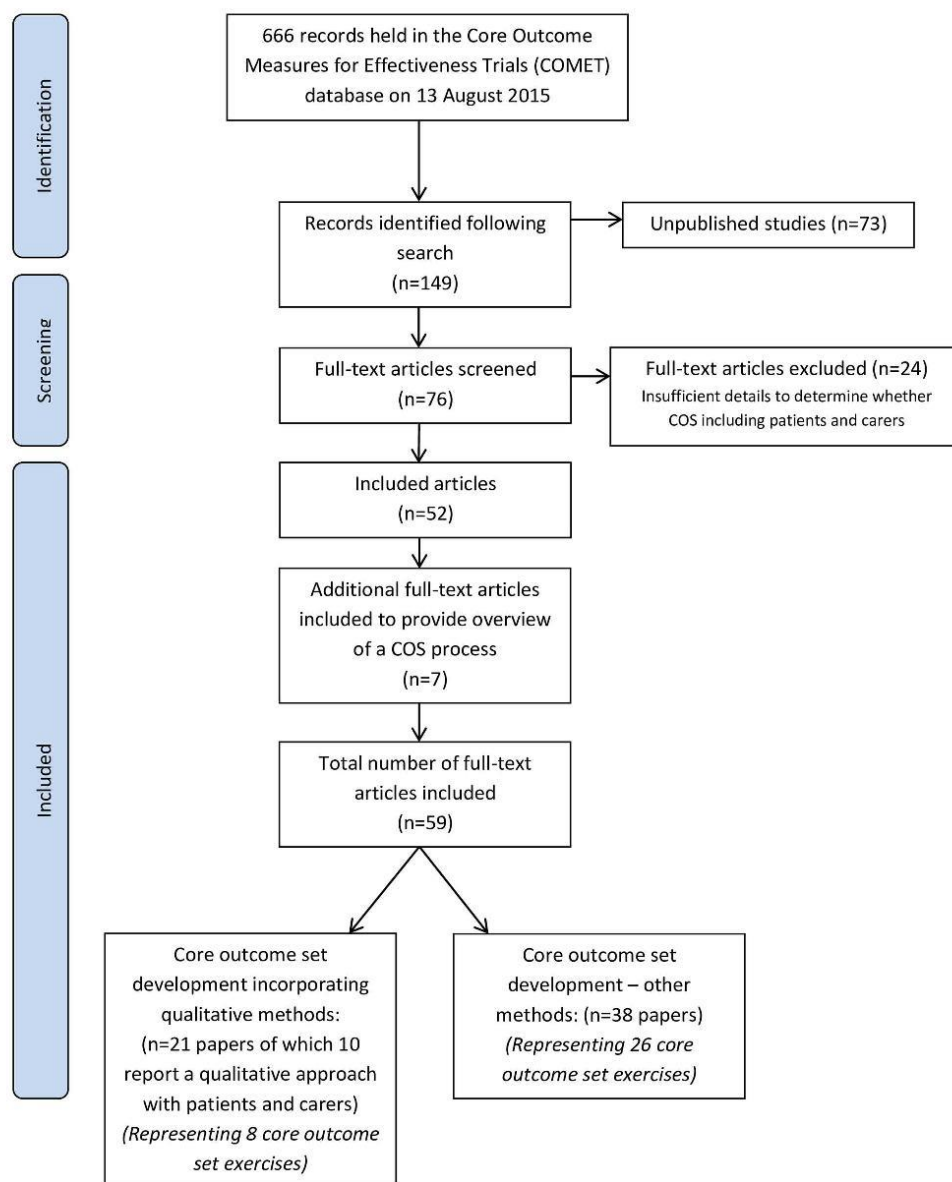 Identification
666 records held in the Core Outcome
Measures for Effectiveness Trials (COMET)
database on 13 August 2015
Records identified following
search
(n=149)
Unpublished studies (n=73)
Screening
Full-text articles screened
(n=76)
Full-text articles excluded (n=24)
Insufficient details to determine whether
COS including patients and carers
Included
Included articles
(n=52)
Additional full-text articles
included to provide overview
of a COS process
(n=7)
Total number of full-text
articles included
(n=59)
Core outcome set
development incorporating
qualitative methods:
(n=21 papers of which 10
report a qualitative approach
with patients and carers)
(Representing 8 core outcome
set exercises)
Core outcome set
development – other
methods: (n=38 papers)
(Representing 26 core
outcome set exercises)